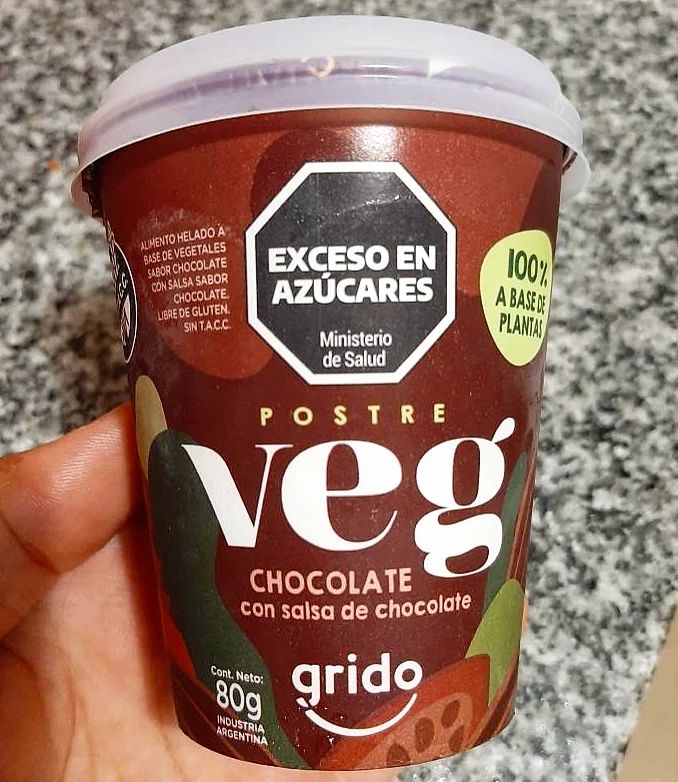 ALIMENTO HELADO A
BASE DE VEGETALES
SABOR CHOCOLATE
CON SALSA SABOR
CHOCOLATE.
LIBRE DE GLUTEN.
SIN T.A.C.C.
EXCESO EN
AZÚCARES
Ministerio
de Salud
100%
A BASE DE
PLANTAS
POSTRE
veg
CHOCOLATE
con salsa de chocolate
Cont. Neto:
80g
INDUSTRIA
ARGENTINA
grido